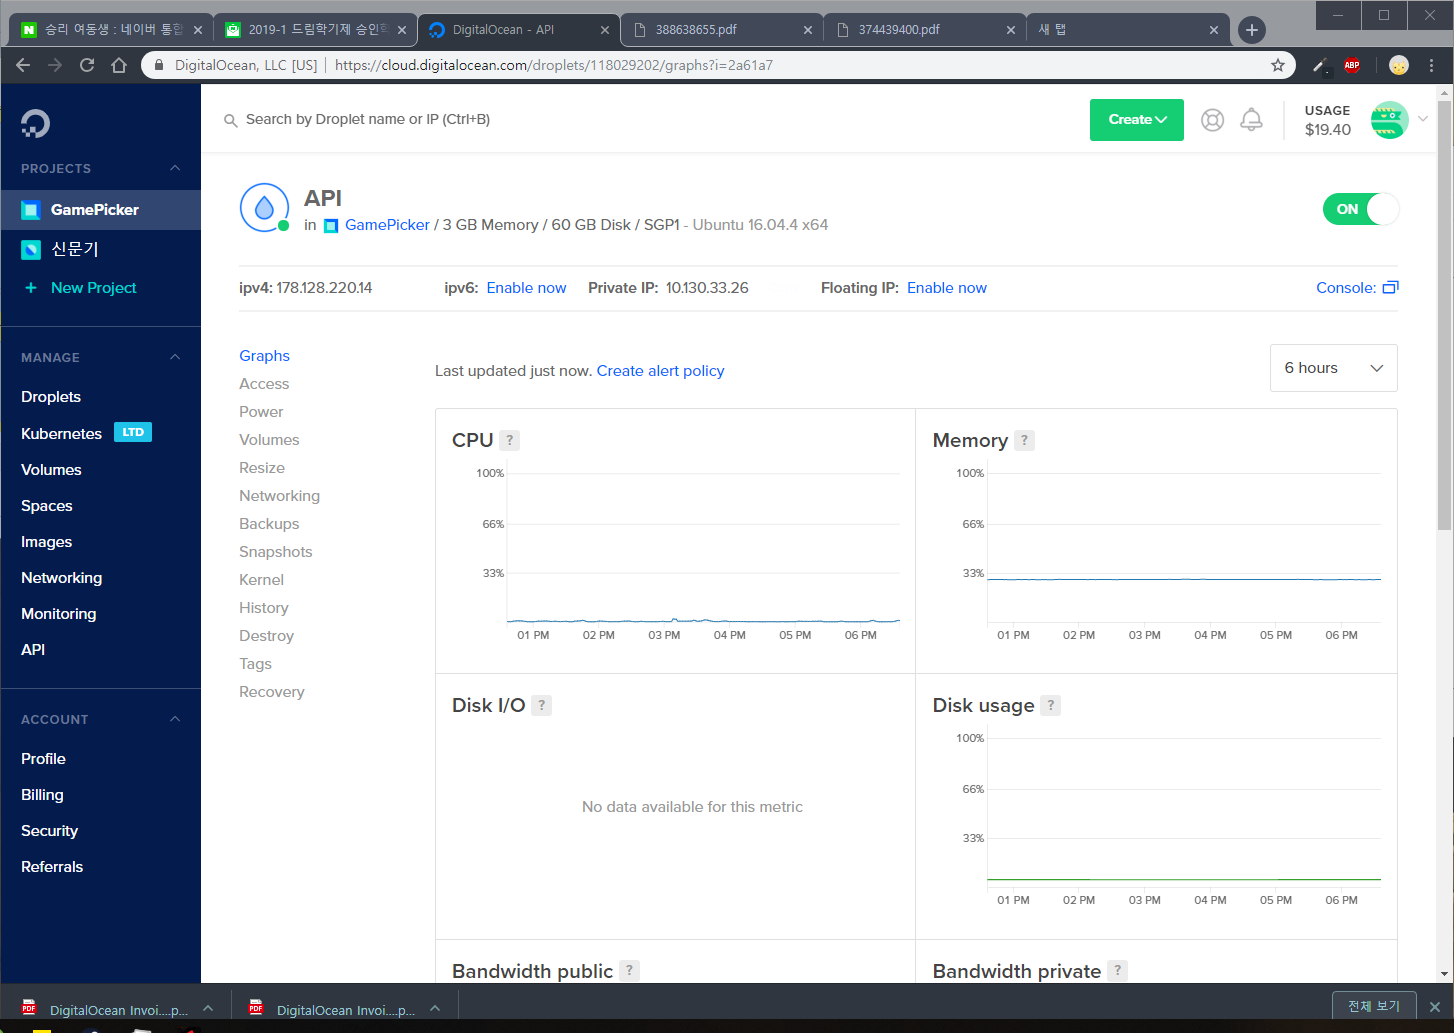 승리 여동생 : 네이버 통합
2019-1 드림학기제 승인학
DigitalOcean - API
388638655.pdf
374439400.pdf
새 탭
DigitalOcean, LLC [US] | https://cloud.digitalocean.com/droplets/118029202/graphs?i=2a61a7
ABP
Search by Droplet name or IP (Ctrl+B)
Create
USAGE
$19.40
PROJECTS
GamePicker
신문기
+ New Project
MANAGE
Droplets
Kubernetes LTD
Volumes
Spaces
Images
Networking
Monitoring
API
ACCOUNT
Profile
Billing
Security
Referrals
API
in GamePicker / 3 GB Memory / 60 GB Disk / SGP1 - Ubuntu 16.04.4 x64
ON
ipv4: 178.128.220.14 ipv6: Enable now Private IP: 10.130.33.26 Floating IP: Enable now Console:
Graphs
Access
Power
Volumes
Resize
Networking
Backups
Snapshots
Kernel
History
Destroy
Tags
Recovery
Last updated just now. Create alert policy
6 hours
CPU ?
100%
66%
33%
01 PM 02 PM 03 PM 04 PM 05 PM 06 PM
Memory ?
100%
66%
33%
01 PM 02 PM 03 PM 04 PM 05 PM 06 PM
Disk I/O ?
No data available for this metric
Disk usage ?
100%
66%
33%
01 PM 02 PM 03 PM 04 PM 05 PM 06 PM
Bandwidth public ?
Bandwidth private ?
PDF DigitalOcean Invoi....p...
PDF DigitalOcean Invoi....p...
전체 보기